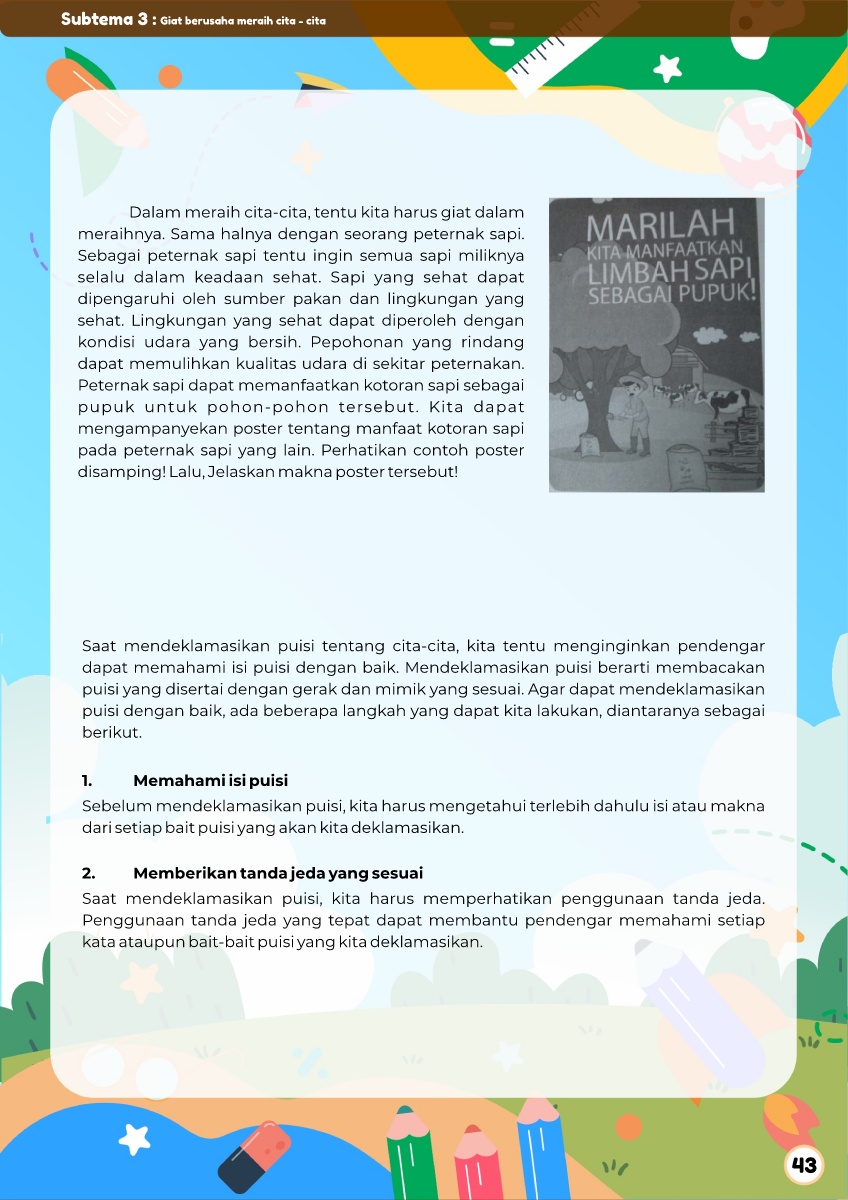 Subtema 3 : Giat berusaha meraih cita - cita
Dalam meraih cita-cita, tentu kita harus giat dalam
meraihnya. Sama halnya dengan seorang peternak sapi.
Sebagai peternak sapi tentu ingin semua sapi miliknya
selalu dalam keadaan sehat. Sapi yang sehat dapat
dipengaruhi oleh sumber pakan dan lingkungan yang
sehat. Lingkungan yang sehat dapat diperoleh dengan
kondisi udara yang bersih. Pepohonan yang rindang
dapat memulihkan kualitas udara di sekitar peternakan.
Peternak sapi dapat memanfaatkan kotoran sapi sebagai
pupuk untuk pohon-pohon tersebut. Kita dapat
mengampanyekan poster tentang manfaat kotoran sapi
pada peternak sapi yang lain. Perhatikan contoh poster
disamping! Lalu, Jelaskan makna poster tersebut!
MARILAH
KITA MANFAATKAN
LIMBAH SAPI
SEBAGAI PUPUK!
Saat mendeklamasikan puisi tentang cita-cita, kita tentu menginginkan pendengar
dapat memahami isi puisi dengan baik. Mendeklamasikan puisi berarti membacakan
puisi yang disertai dengan gerak dan mimik yang sesuai. Agar dapat mendeklamasikan
puisi dengan baik, ada beberapa langkah yang dapat kita lakukan, diantaranya sebagai
berikut.
1. Memahami isi puisi
Sebelum mendeklamasikan puisi, kita harus mengetahui terlebih dahulu isi atau makna
dari setiap bait puisi yang akan kita deklamasikan.
2. Memberikan tanda jeda yang sesuai
Saat mendeklamasikan puisi, kita harus memperhatikan penggunaan tanda jeda.
Penggunaan tanda jeda yang tepat dapat membantu pendengar memahami setiap
kata ataupun bait-bait puisi yang kita deklamasikan.
43